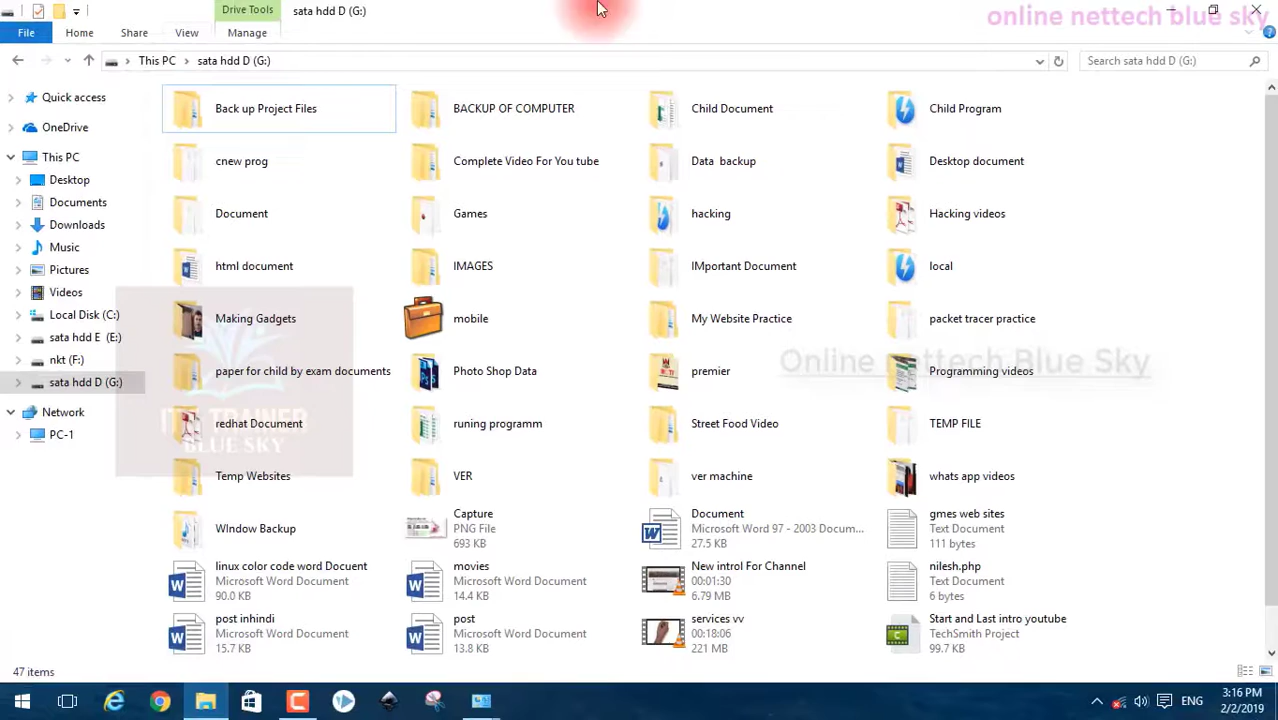 Drive Tools
sata hdd D (G:)
online nettech blue sky
File
Home
Share
View
Manage
This PC
sata hdd D (G:)
Search sata hdd D (G:)
Quick access
OneDrive
This PC
Desktop
Documents
Downloads
Music
Pictures
Videos
Local Disk (C:)
sata hdd E (E:)
nkt (F:)
sata hdd D (G:)
Network
PC-1
Back up Project Files
BACKUP OF COMPUTER
Child Document
Child Program
cnew prog
Complete Video For You tube
Data backup
Desktop document
Document
Games
hacking
Hacking videos
html document
IMAGES
IMportant Document
local
Making Gadgets
mobile
My Website Practice
packet tracer practice
Online nettech Blue Sky
paper for child by exam documents
Photo Shop Data
premier
Programming videos
TRAINER
BLUE SKY
redhat Document
runing programm
Street Food Video
TEMP FILE
Temp Websites
VER
ver machine
whats app videos
WIndow Backup
Capture
PNG File
693 KB
Document
Microsoft Word 97 - 2003 Docum...
27.5 KB
gmes web sites
Text Document
111 bytes
linux color code word Docuent
Microsoft Word Document
90.0 KB
movies
Microsoft Word Document
14.4 KB
New introl For Channel
00:01:30
6.79 MB
nilesh.php
Text Document
6 bytes
post inhindi
Microsoft Word Document
15.7 KB
post
Microsoft Word Document
13.8 KB
services vv
00:18:06
221 MB
Start and Last intro youtube
TechSmith Project
99.7 KB
47 items
ENG
3:16 PM
2/2/2019